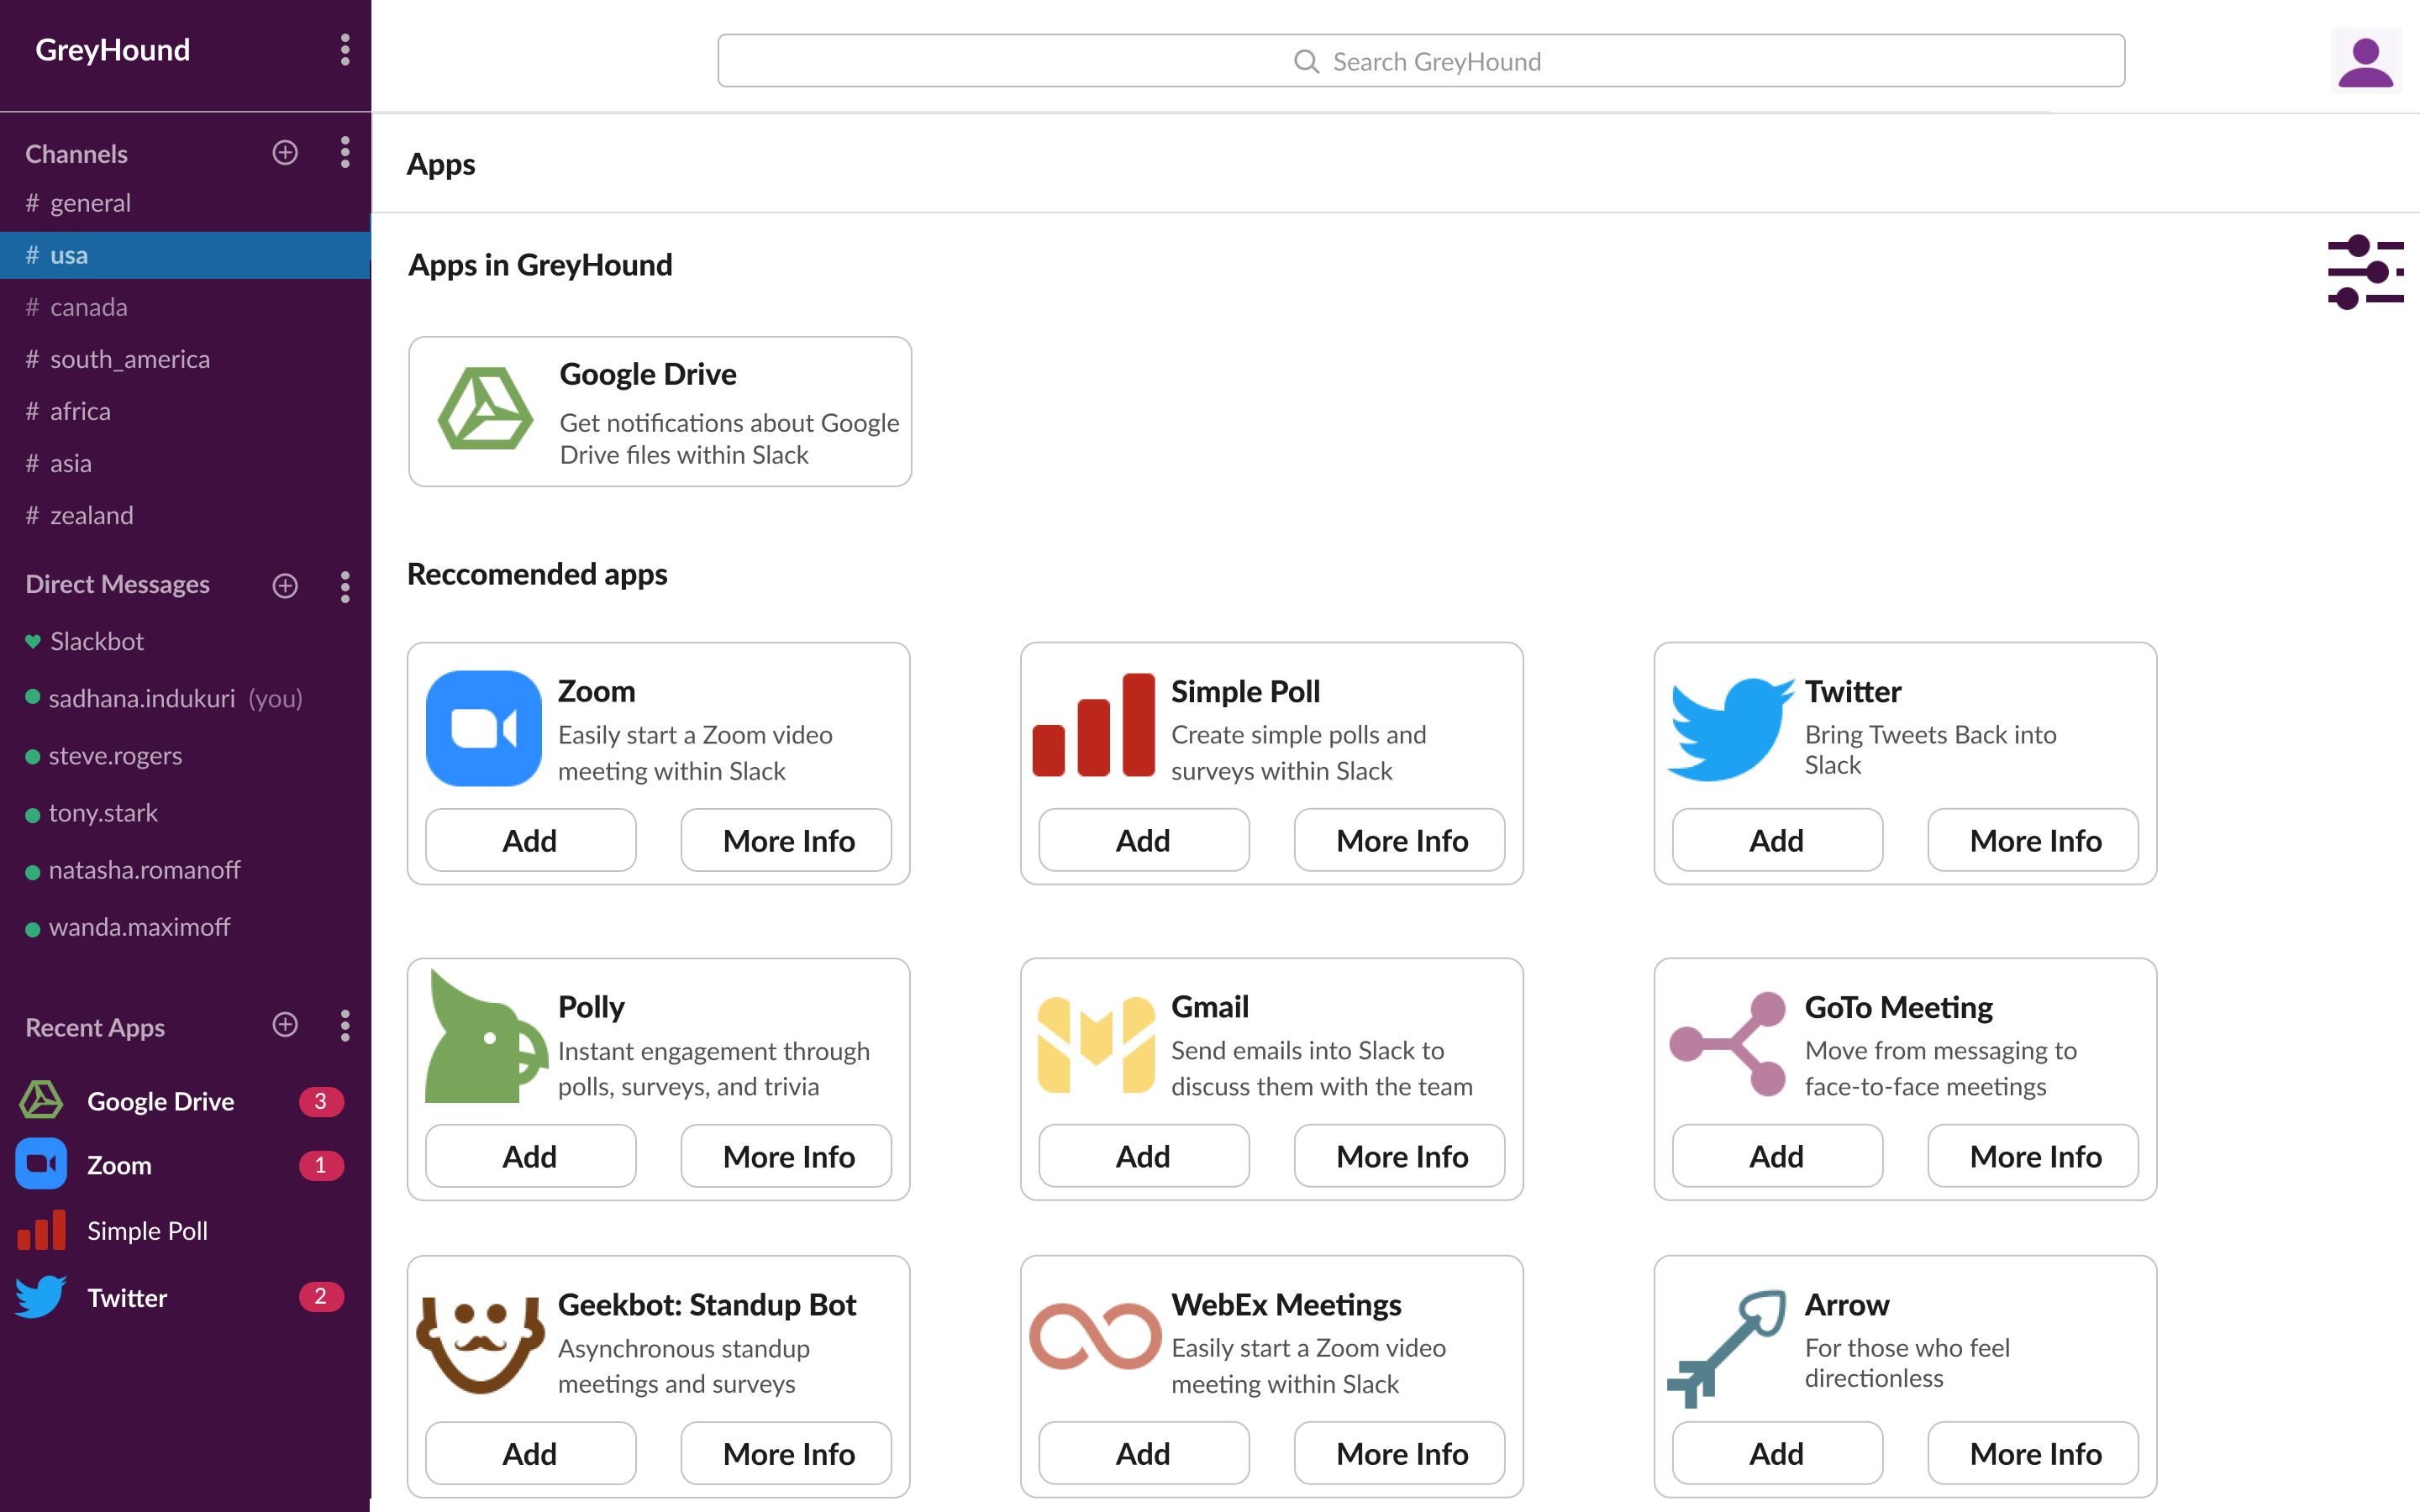 GreyHound
Channels
# general
# usa
# canada
# south_america
# africa
# asia
# zealand
Direct Messages
Slackbot
sadhana.indukuri (you)
steve.rogers
tony.stark
natasha.romanoff
wanda.maximoff
Recent Apps
Google Drive 3
Zoom 1
Simple Poll
Twitter 2
Search GreyHound
Apps
Apps in GreyHound
Google Drive
Get notifications about Google
Drive files within Slack
Reccomended apps
Zoom
Easily start a Zoom video
meeting within Slack
Add More Info
Simple Poll
Create simple polls and
surveys within Slack
Add More Info
Twitter
Bring Tweets Back into
Slack
Add More Info
Polly
Instant engagement through
polls, surveys, and trivia
Add More Info
Gmail
Send emails into Slack to
discuss them with the team
Add More Info
GoTo Meeting
Move from messaging to
face-to-face meetings
Add More Info
Geekbot: Standup Bot
Asynchronous standup
meetings and surveys
Add More Info
WebEx Meetings
Easily start a Zoom video
meeting within Slack
Add More Info
Arrow
For those who feel
directionless
Add More Info